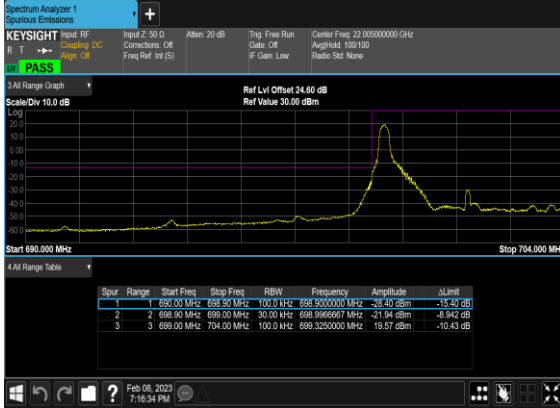 Spectrum Analyzer 1
Spurious Emissions
+
KEYSIGHT Input: RF Input Z: 50 Ω Atten: 20 dB Trig: Free Run Center Freq: 22.005000000 GHz
R T Coupling: DC Corrections: Off Gate: Off Avg|Hold: 100/100
Align: Off Freq Ref: Int (S) IF Gain: Low Radio Std: None
PASS
3 All Range Graph
Ref Lvl Offset 24.60 dB
Scale/Div 10.0 dB Ref Value 30.00 dBm
Log
20.0
10.0
0.00
-10.0
-20.0
-30.0
-40.0
-50.0
-60.0
Start 690.000 MHz Stop 704.000 MH
4 All Range Table
Spur Range Start Freq Stop Freq RBW Frequency Amplitude ΔLimit
1 1 690.00 MHz 698.90 MHz 100.0 kHz 698.9000000 MHz -28.40 dBm -15.40 dB
2 2 698.90 MHz 699.00 MHz 30.00 kHz 698.9966667 MHz -21.94 dBm -8.942 dB
3 3 699.00 MHz 704.00 MHz 100.0 kHz 699.3250000 MHz 19.57 dBm -10.43 dB
? Feb 08, 2023
7:16:34 PM